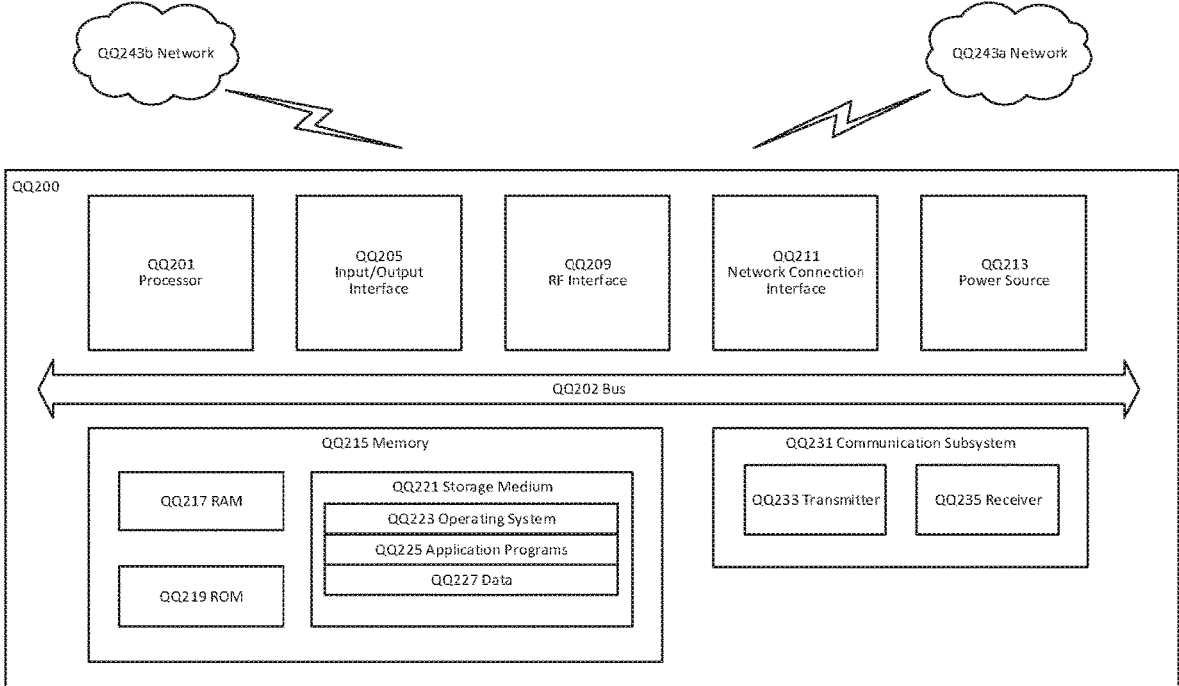 QQ243b Network
QQ243a Network
QQ200
QQ201
Processor
QQ205
Input/Output
Interface
QQ209
RF Interface
QQ211
Network Connection
Interface
QQ213
Power Source
QQ202 Bus
QQ215 Memory
QQ217 RAM
QQ219 ROM
QQ221 Storage Medium
QQ223 Operating System
QQ225 Application Programs
QQ227 Data
QQ231 Communication Subsystem
QQ233 Transmitter
QQ235 Receiver